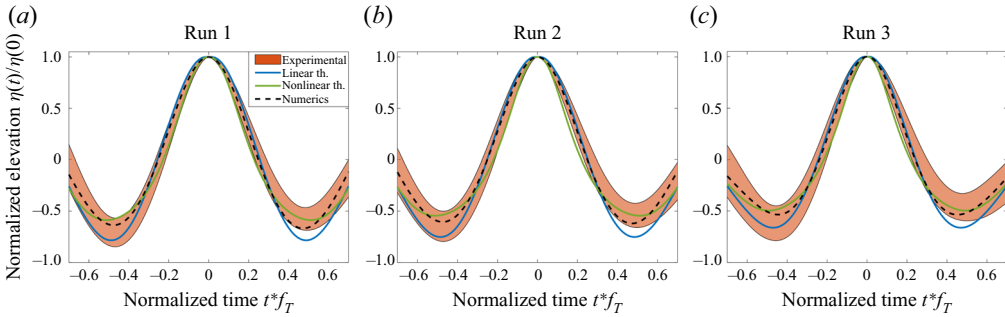 (a)
Run 1
Normalized elevation η(t)/η(0)
1.0
0.5
0
–0.5
–1.0
Experimental
Linear th.
Nonlinear th.
Numerics
–0.6 –0.4 –0.2 0 0.2 0.4 0.6
Normalized time t*f_T
(b)
Run 2
1.0
0.5
0
–0.5
–1.0
–0.6 –0.4 –0.2 0 0.2 0.4 0.6
Normalized time t*f_T
(c)
Run 3
1.0
0.5
0
–0.5
–1.0
–0.6 –0.4 –0.2 0 0.2 0.4 0.6
Normalized time t*f_T